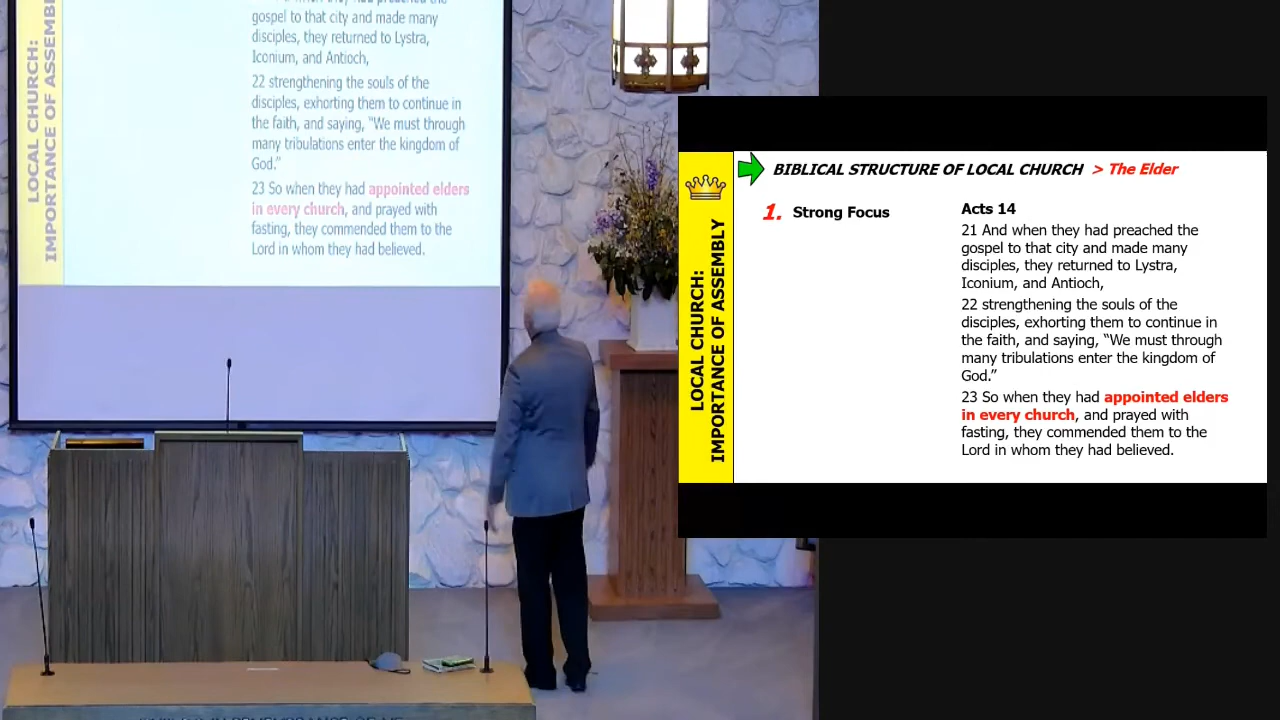 gospel to that city and made many
disciples, they returned to Lystra,
Iconium, and Antioch,
22 strengthening the souls of the
disciples, exhorting them to continue in
the faith, and saying, “We must through
many tribulations enter the kingdom of
God.”
23 So when they had appointed elders
in every church, and prayed with
fasting, they commended them to the
Lord in whom they had believed.
LOCAL CHURCH:
IMPORTANCE OF ASSEMB
BIBLICAL STRUCTURE OF LOCAL CHURCH > The Elder
1. Strong Focus
Acts 14
21 And when they had preached the
gospel to that city and made many
disciples, they returned to Lystra,
Iconium, and Antioch,
22 strengthening the souls of the
disciples, exhorting them to continue in
the faith, and saying, “We must through
many tribulations enter the kingdom of
God.”
23 So when they had appointed elders
in every church, and prayed with
fasting, they commended them to the
Lord in whom they had believed.
LOCAL CHURCH:
IMPORTANCE OF ASSEMBLY